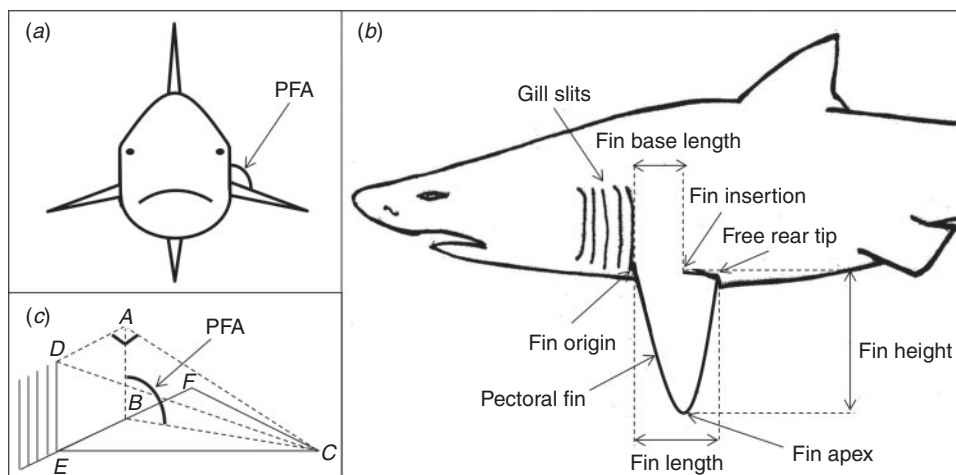 (a)
PFA
(b)
Gill slits
Fin base length
Fin insertion
Free rear tip
Fin origin
Fin height
Pectoral fin
Fin apex
Fin length
(c)
A
PFA
D
F
B
E
C